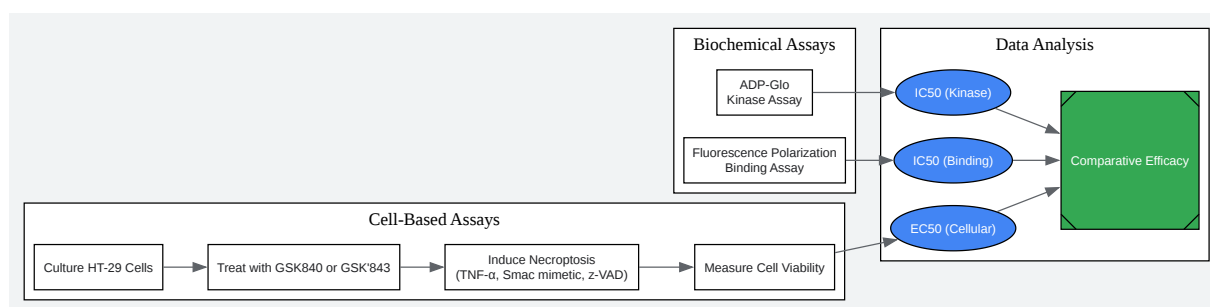 Biochemical Assays
ADP-Glo
Kinase Assay
Fluorescence Polarization
Binding Assay
Data Analysis
IC50 (Kinase)
IC50 (Binding)
EC50 (Cellular)
Comparative Efficacy
Cell-Based Assays
Culture HT-29 Cells
Treat with GSK840 or GSK'843
Induce Necroptosis
(TNF-α, Smac mimetic, z-VAD)
Measure Cell Viability